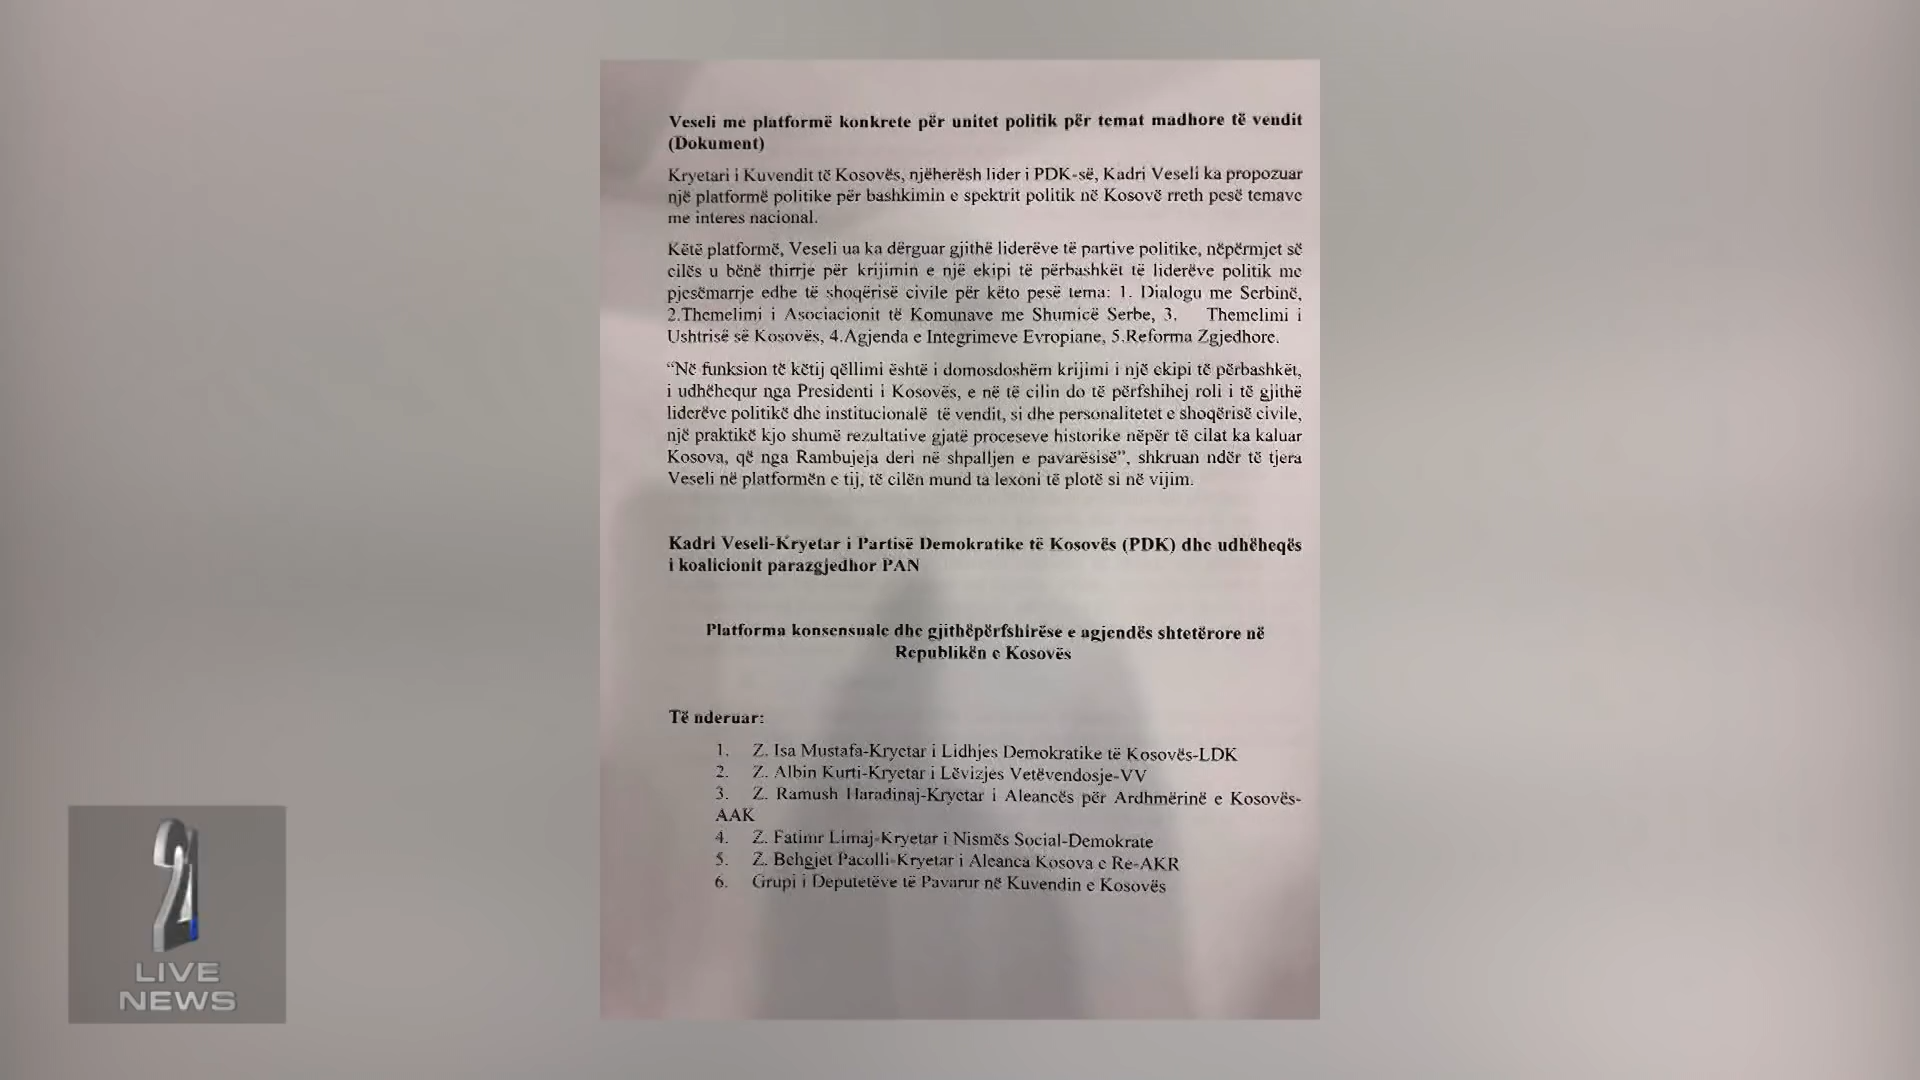 Veseli me platformë konkrete për unitet politik për temat madhore të vendit
(Dokument)
Kryetari i Kuvendit të Kosovës, njëherësh lider i PDK-së, Kadri Veseli ka propozuar
një platformë politike për bashkimin e spektrit politik në Kosovë rreth pesë temave
me interes nacional.
Këtë platformë, Veseli ua ka dërguar gjithë liderëve të partive politike, nëpërmjet së
cilës u bënë thirrje për krijimin e një ekipi të përbashkët të liderëve politik me
pjesëmarrje edhe të shoqërisë civile për këto pesë tema: 1. Dialogu me Serbinë,
2.Themelimi i Asociacionit të Komunave me Shumicë Serbe, 3. Themelimi i
Ushtrisë së Kosovës, 4.Agjenda e Integrimeve Evropiane, 5.Reforma Zgjedhore.
“Në funksion të këtij qëllimi është i domosdoshëm krijimi i një ekipi të përbashkët,
i udhëhequr nga Presidenti i Kosovës, e në të cilin do të përfshihej roli i të gjithë
liderëve politikë dhe institucionalë të vendit, si dhe personalitetet e shoqërisë civile,
një praktikë kjo shumë rezultative gjatë proceseve historike nëpër të cilat ka kaluar
Kosova, që nga Rambujeja deri në shpalljen e pavarësisë”, shkruan ndër të tjera
Veseli në platformën e tij, të cilën mund ta lexoni të plotë si në vijim.
Kadri Veseli-Kryetar i Partisë Demokratike të Kosovës (PDK) dhe udhëheqës
i koalicionit parazgjedhor PAN
Platforma konsensuale dhe gjithëpërfshirëse e agjendës shtetërore në
Republikën e Kosovës
Të nderuar:
1. Z. Isa Mustafa-Kryetar i Lidhjes Demokratike të Kosovës-LDK
2. Z. Albin Kurti-Kryetar i Lëvizjes Vetëvendosje-VV
3. Z. Ramush Haradinaj-Kryetar i Aleancës për Ardhmërinë e Kosovës-
AAK
4. Z. Fatimr Limaj-Kryetar i Nismës Social-Demokrate
5. Z. Behgjet Pacolli-Kryetar i Aleanca Kosova e Re-AKR
6. Grupi i Deputetëve të Pavarur në Kuvendin e Kosovës
21
LIVE
NEWS